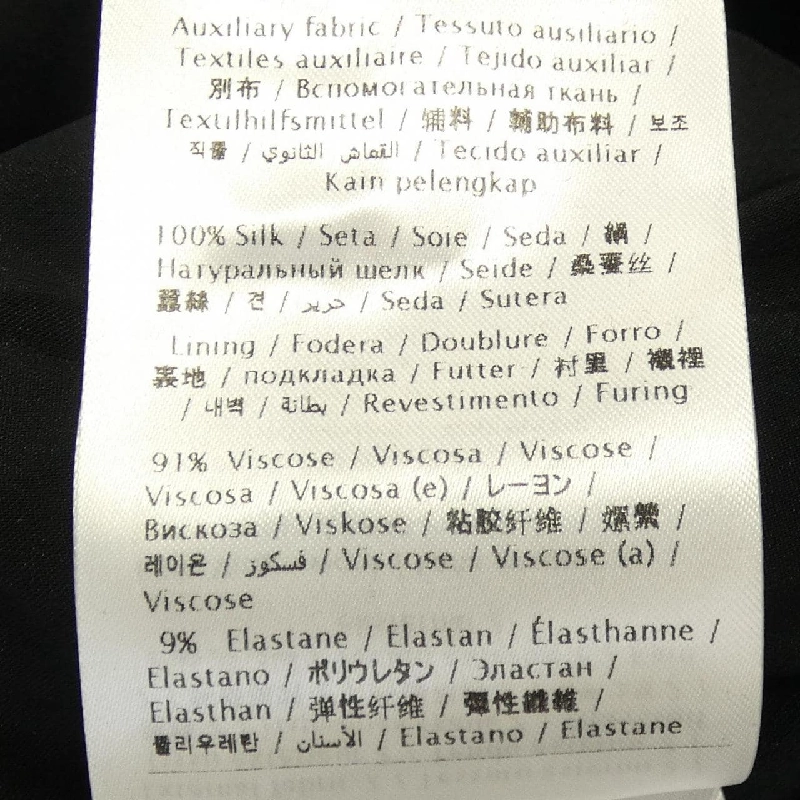 Auxiliary fabric / Tessuto ausiliario /
Textiles auxiliaire / Tejido auxiliar /
別布 / Вспомогательная ткань /
Textilhilfsmittel / 辅料 / 輔助布料 / 보조
직물 / القماش الثانوي / Tecido auxiliar /
Kain pelengkap
100% Silk / Seta / Soie / Seda / 絹 /
Натуральный шелк / Seide / 桑蚕丝 /
蠶絲 / 견 / حرير / Seda / Sutera
Lining / Fodera / Doublure / Forro /
裏地 / подкладка / Futter / 衬里 / 襯裡
/ 내벽 / بطانة / Revestimento / Furing
91% Viscose / Viscosa / Viscose /
Viscosa / Viscosa (e) / レーヨン /
Вискоза / Viskose / 粘胶纤维 / 嫘縈 /
레이온 / فسكوز / Viscose / Viscose (a) /
Viscose
9% Elastane / Elastan / Élasthanne /
Elastano / ポリウレタン / Эластан /
Elasthan / 弹性纤维 / 彈性纖維 /
폴리우레탄 / الأستان / Elastano / Elastane